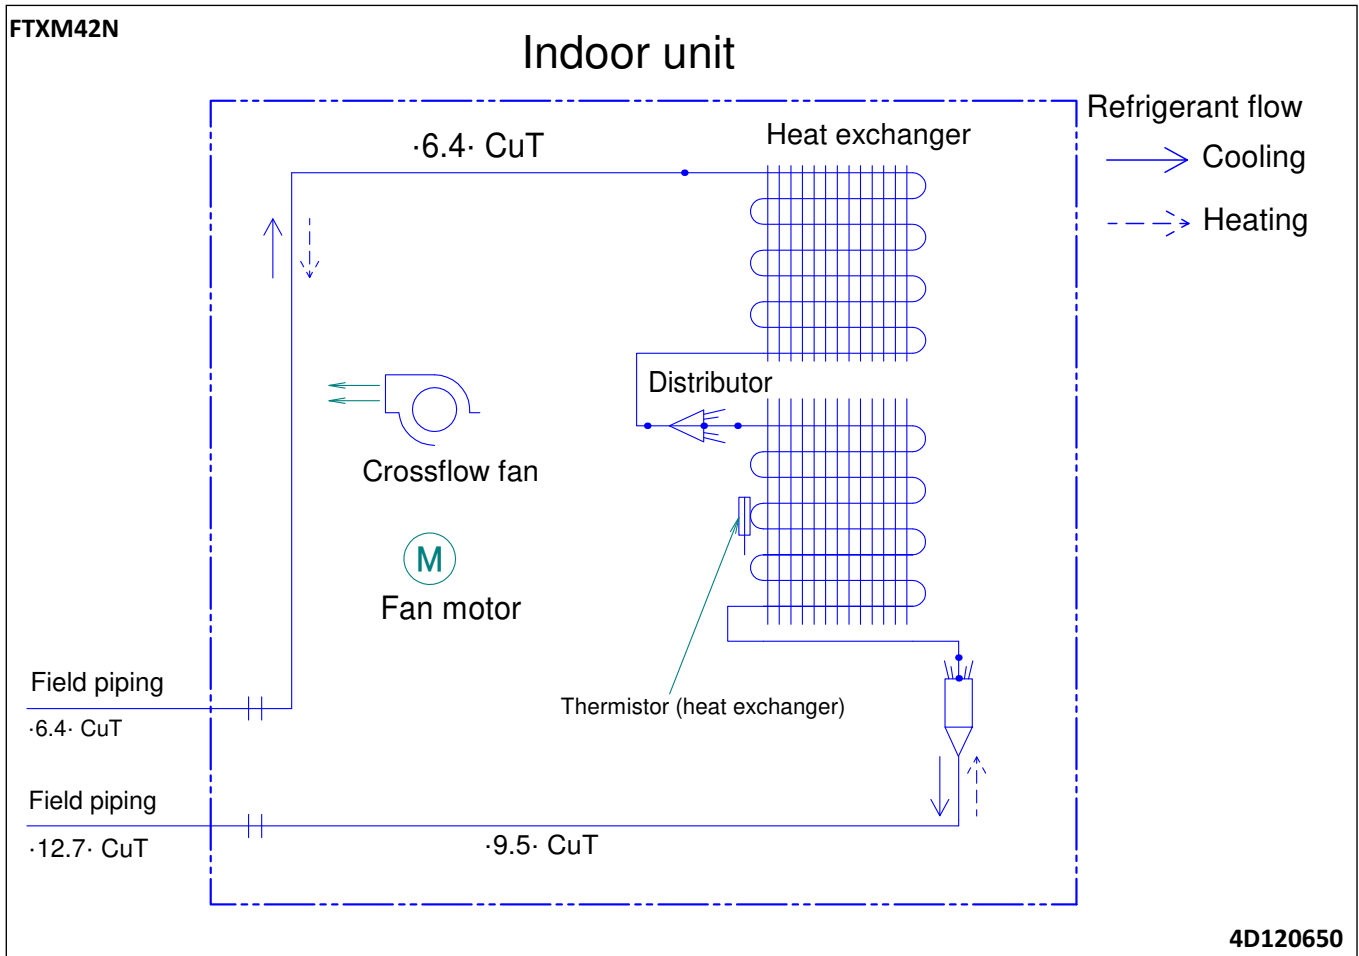 FTXM42N
Indoor unit
Refrigerant flow
Cooling
Heating
·6.4· CuT
Heat exchanger
Distributor
Crossflow fan
M
Fan motor
Thermistor (heat exchanger)
Field piping
·6.4· CuT
Field piping
·12.7· CuT
·9.5· CuT
4D120650